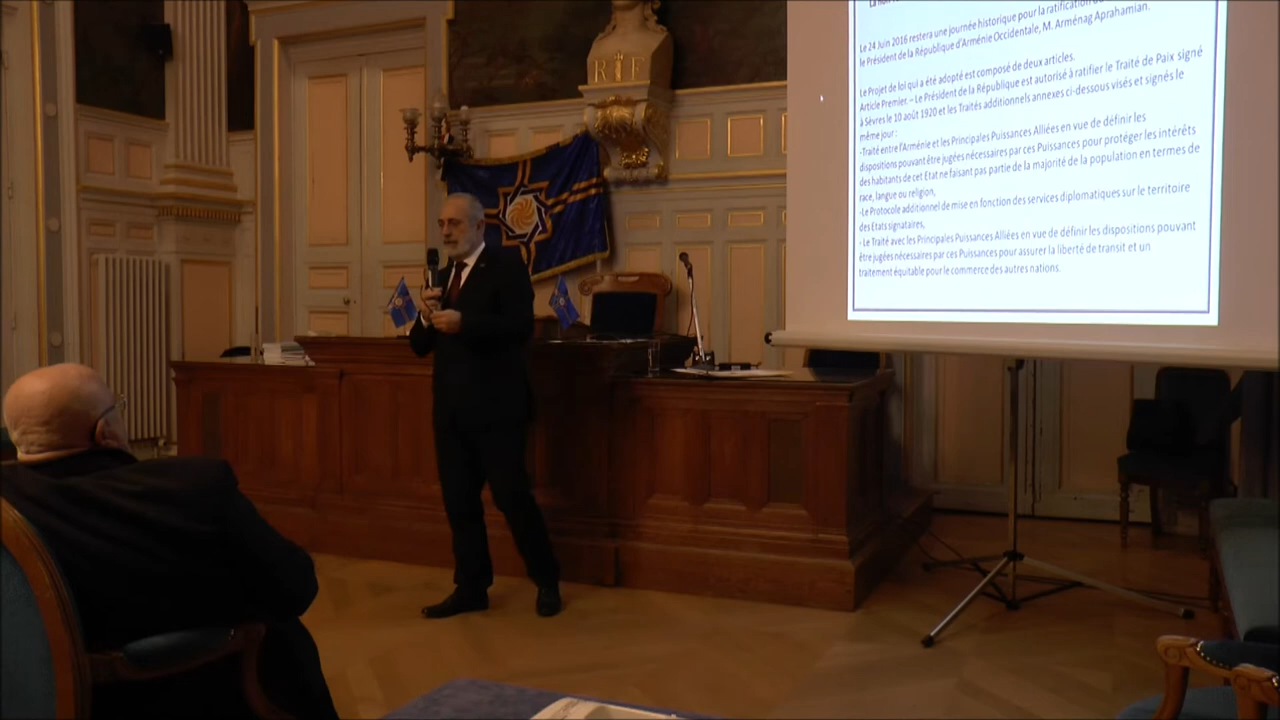 RF
Le 24 Juin 2016 restera une journée historique pour la ratification
le Président de la République d'Arménie Occidentale, M. Arménag Aprahamian.
Le Projet de loi qui a été adopté est composé de deux articles.
Article Premier. – Le Président de la République est autorisé à ratifier le Traité de Paix signé
à Sèvres le 10 août 1920 et les Traités additionnels annexes ci-dessous visés et signés le
même jour :
-Traité entre l'Arménie et les Principales Puissances Alliées en vue de définir les
dispositions pouvant être jugées nécessaires par ces Puissances pour protéger les intérêts
des habitants de cet Etat ne faisant pas partie de la majorité de la population en termes de
race, langue ou religion,
-Le Protocole additionnel de mise en fonction des services diplomatiques sur le territoire
des Etats signataires,
- Le Traité avec les Principales Puissances Alliées en vue de définir les dispositions pouvant
être jugées nécessaires par ces Puissances pour assurer la liberté de transit et un
traitement équitable pour le commerce des autres nations.